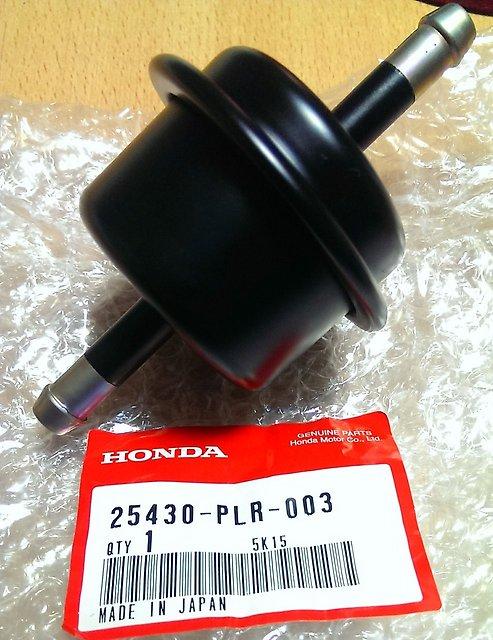 HONDA
GENUINE PARTS
Honda Motor Co., Ltd.
25430-PLR-003
QTY 1 5K15
MADE IN JAPAN